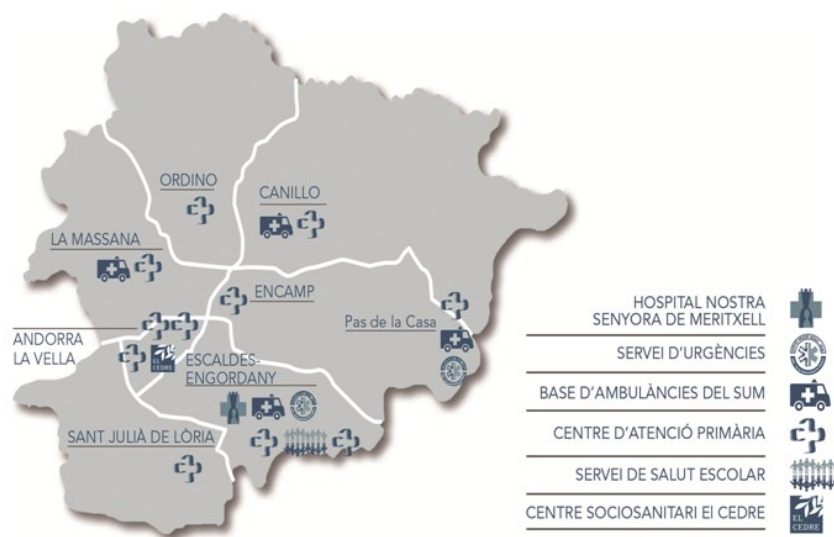 ORDINO
CANILLO
LA MASSANA
ENCAMP
Pas de la Casa
ANDORRA
LA VELLA
EL
CEDRE
ESCALDES-
ENGORDANY
SANT JULIÀ DE LÒRIA
HOSPITAL NOSTRA
SENYORA DE MERITXELL
SERVEI D'URGÈNCIES
BASE D'AMBULÀNCIES DEL SUM
CENTRE D'ATENCIÓ PRIMÀRIA
SERVEI DE SALUT ESCOLAR
CENTRE SOCIOSANITARI El CEDRE
EL
CEDRE